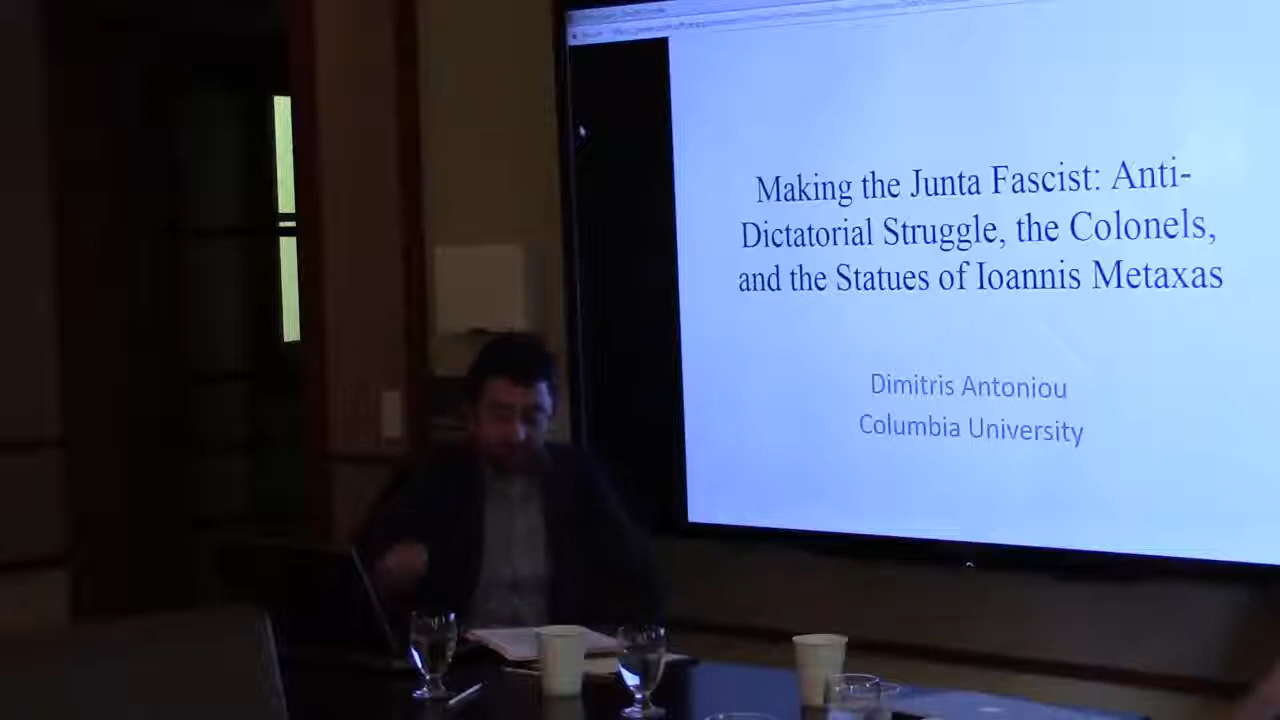 Making the Junta Fascist: Anti-
Dictatorial Struggle, the Colonels,
and the Statues of Ioannis Metaxas
Dimitris Antoniou
Columbia University